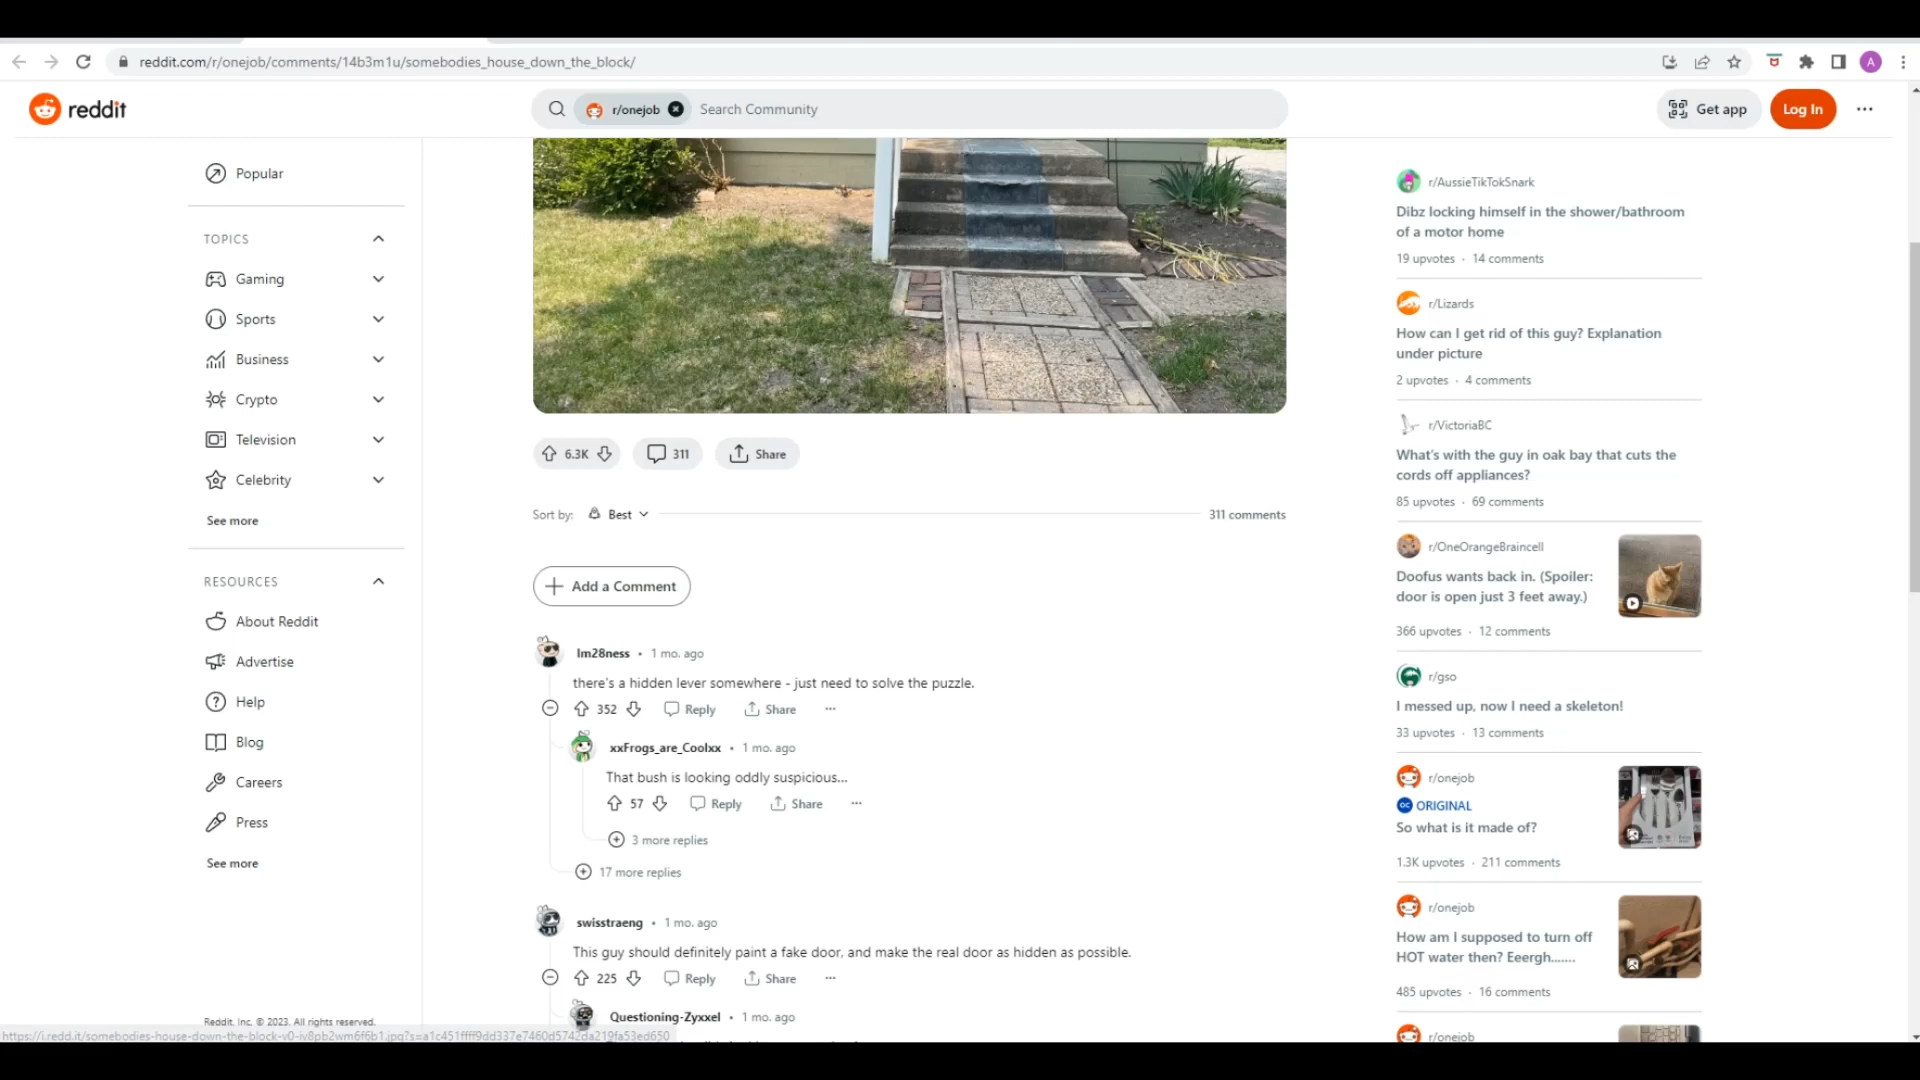 reddit.com/r/onejob/comments/14b3m1u/somebodies_house_down_the_block/
A
reddit
r/onejob
Search Community
Get app
Log In
Popular
TOPICS
Gaming
Sports
Business
Crypto
Television
Celebrity
See more
RESOURCES
About Reddit
Advertise
Help
Blog
Careers
Press
See more
Reddit, Inc. © 2023. All rights reserved.
6.3K
311
Share
Sort by:
Best
311 comments
Add a Comment
lm28ness • 1 mo. ago
there's a hidden lever somewhere - just need to solve the puzzle.
352
Reply
Share
xxFrogs_are_Coolxx • 1 mo. ago
That bush is looking oddly suspicious...
57
Reply
Share
3 more replies
17 more replies
swisstraeng • 1 mo. ago
This guy should definitely paint a fake door, and make the real door as hidden as possible.
225
Reply
Share
Questioning-Zyxxel • 1 mo. ago
r/AussieTikTokSnark
Dibz locking himself in the shower/bathroom
of a motor home
19 upvotes · 14 comments
r/Lizards
How can I get rid of this guy? Explanation
under picture
2 upvotes · 4 comments
r/VictoriaBC
What's with the guy in oak bay that cuts the
cords off appliances?
85 upvotes · 69 comments
r/OneOrangeBraincell
Doofus wants back in. (Spoiler:
door is open just 3 feet away.)
366 upvotes · 12 comments
r/gso
I messed up, now I need a skeleton!
33 upvotes · 13 comments
r/onejob
OC ORIGINAL
So what is it made of?
1.3K upvotes · 211 comments
r/onejob
How am I supposed to turn off
HOT water then? Eeergh.......
485 upvotes · 16 comments
r/onejob